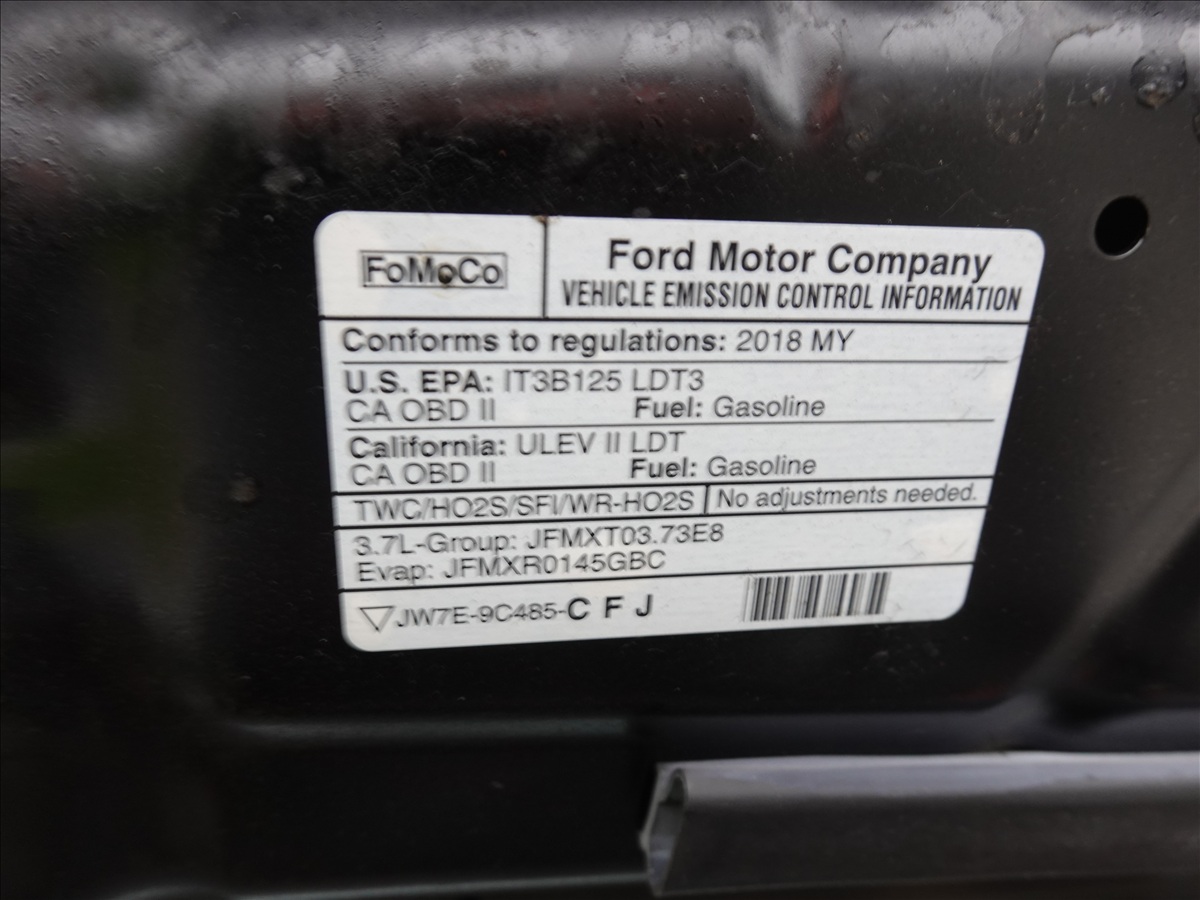 FoMoCo
Ford Motor Company
VEHICLE EMISSION CONTROL INFORMATION
Conforms to regulations: 2018 MY
U.S. EPA: IT3B125 LDT3
CA OBD II Fuel: Gasoline
California: ULEV II LDT
CA OBD II Fuel: Gasoline
TWC/HO2S/SFI/WR-HO2S No adjustments needed.
3.7L-Group: JFMXT03.73E8
Evap: JFMXR0145GBC
JW7E-9C485-C F J